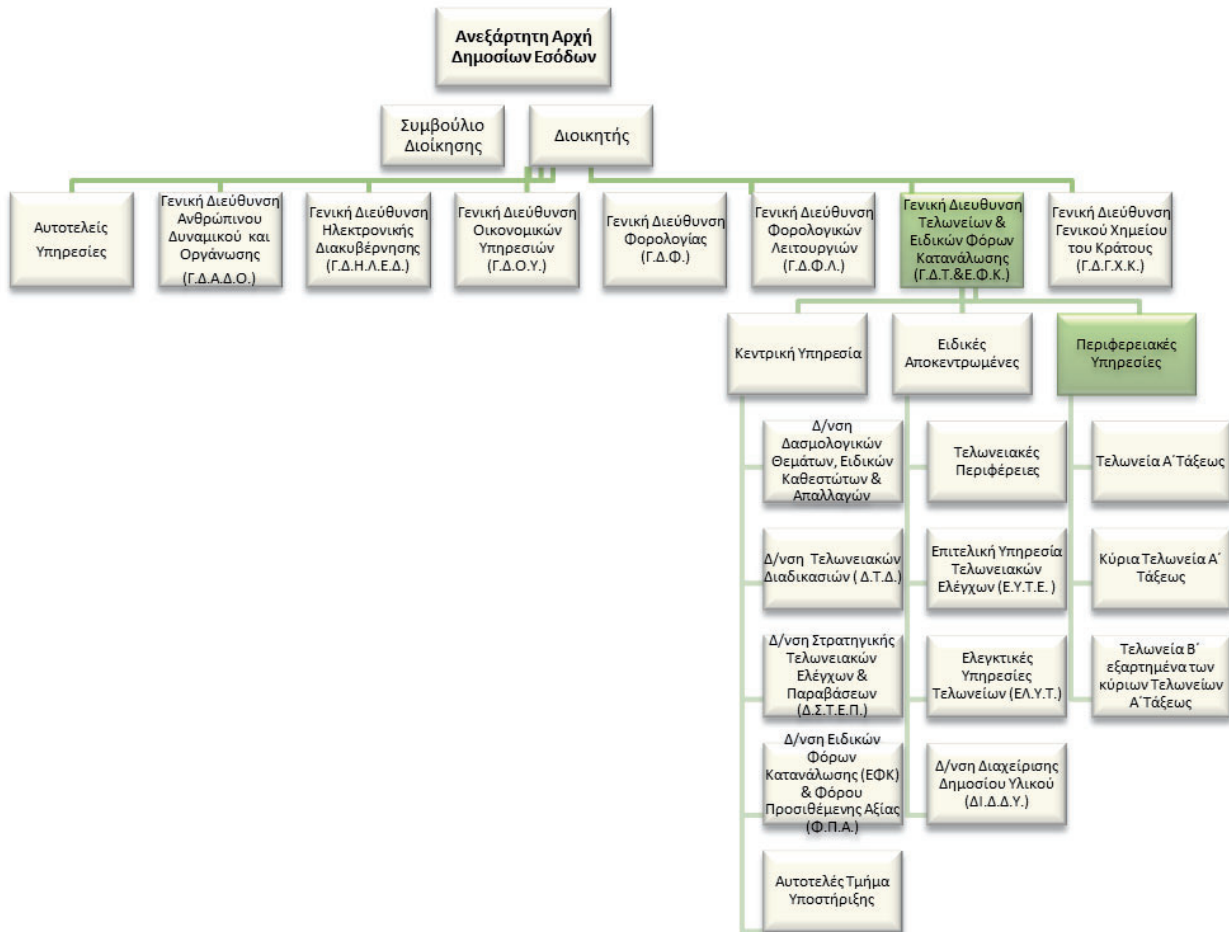 Ανεξάρτητη Αρχή
Δημοσίων Εσόδων
Συμβούλιο
Διοίκησης
Διοικητής
Αυτοτελείς
Υπηρεσίες
Γενική Διεύθυνση
Ανθρώπινου
Δυναμικού και
Οργάνωσης
(Γ.Δ.Α.Δ.Ο.)
Γενική Διεύθυνση
Ηλεκτρονικής
Διακυβέρνησης
(Γ.Δ.Η.Λ.Ε.Δ.)
Γενική Διεύθυνση
Οικονομικών
Υπηρεσιών
(Γ.Δ.Ο.Υ.)
Γενική Διεύθυνση
Φορολογίας
(Γ.Δ.Φ.)
Γενική Διεύθυνση
Φορολογικών
Λειτουργιών
(Γ.Δ.Φ.Λ.)
Γενική Διευθυνση
Τελωνείων &
Ειδικών Φόρων
Κατανάλωσης
(Γ.Δ.Τ.&Ε.Φ.Κ.)
Γενική Διεύθυνση
Γενικού Χημείου
του Κράτους
(Γ.Δ.Γ.Χ.Κ.)
Κεντρική Υπηρεσία
Ειδικές
Αποκεντρωμένες
Περιφερειακές
Υπηρεσίες
Δ/νση
Δασμολογικών
Θεμάτων, Ειδικών
Καθεστώτων &
Απαλλαγών
Τελωνειακές
Περιφέρειες
Τελωνεία Α΄Τάξεως
Δ/νση Τελωνειακών
Διαδικασιών ( Δ.Τ.Δ.)
Επιτελική Υπηρεσία
Τελωνειακών
Ελέγχων (Ε.Υ.Τ.Ε. )
Κύρια Τελωνεία Α΄
Τάξεως
Δ/νση Στρατηγικής
Τελωνειακών
Ελέγχων &
Παραβάσεων
(Δ.Σ.Τ.Ε.Π.)
Ελεγκτικές
Υπηρεσίες
Τελωνείων (ΕΛ.Υ.Τ.)
Τελωνεία Β΄
εξαρτημένα των
κύριων Τελωνείων
Α΄Τάξεως
Δ/νση Ειδικών
Φόρων
Κατανάλωσης (ΕΦΚ)
& Φόρου
Προσιθέμενης Αξίας
(Φ.Π.Α.)
Δ/νση Διαχείρισης
Δημοσίου Υλικού
(ΔΙ.Δ.Δ.Υ.)
Αυτοτελές Τμήμα
Υποστήριξης